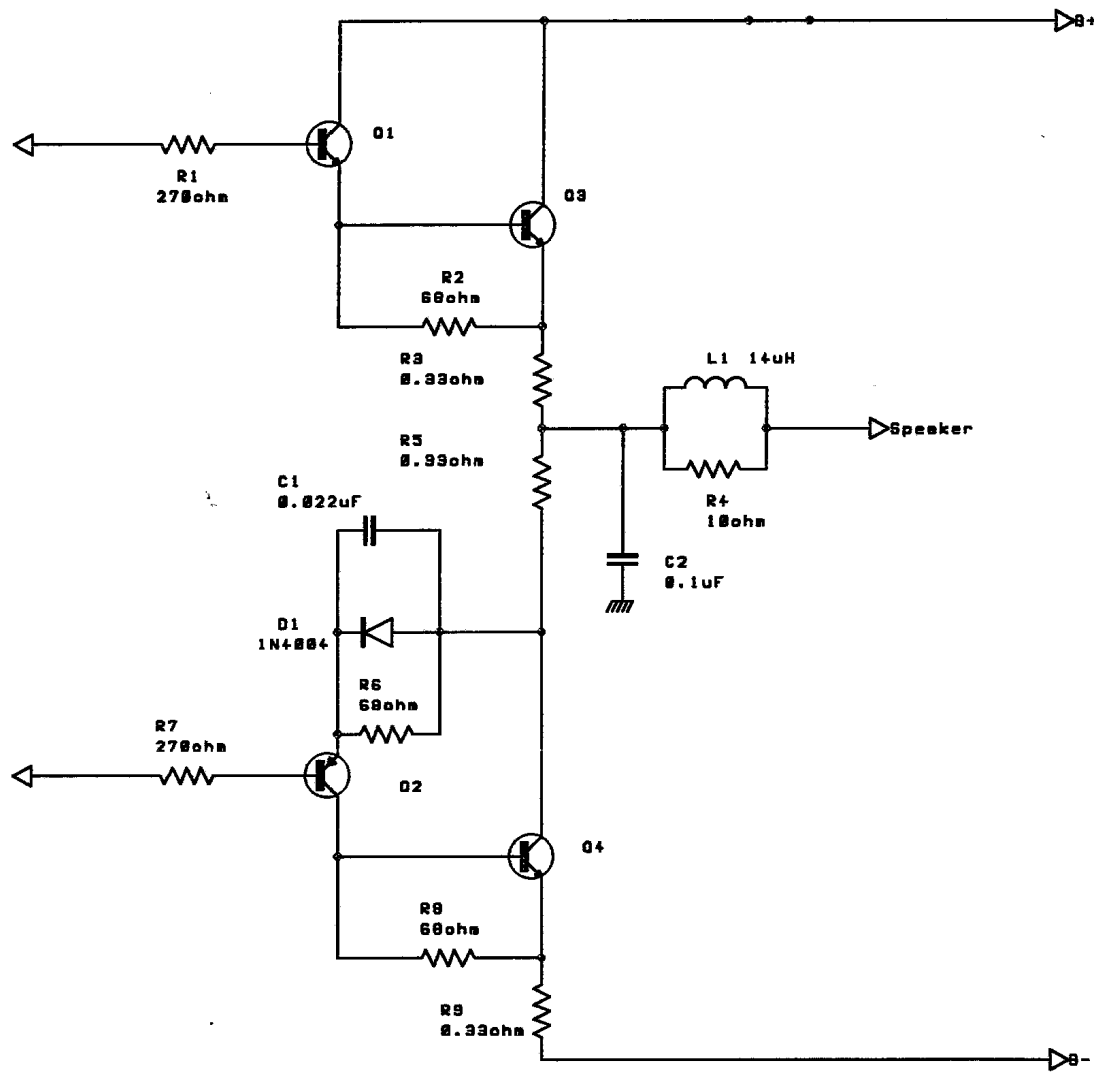 B+
Q1
R1
270ohm
Q3
R2
68ohm
R3
0.33ohm
L1 14uH
Speaker
R5
0.33ohm
R4
10ohm
C1
0.022uF
C2
0.1uF
D1
1N4004
R6
68ohm
R7
270ohm
Q2
Q4
R8
68ohm
R9
0.33ohm
B-